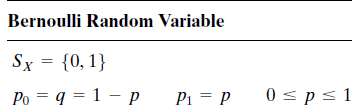 Bernoulli Random Variable
S_X = {0, 1}
p_0 = q = 1 − p    p_1 = p    0 ≤ p ≤ 1